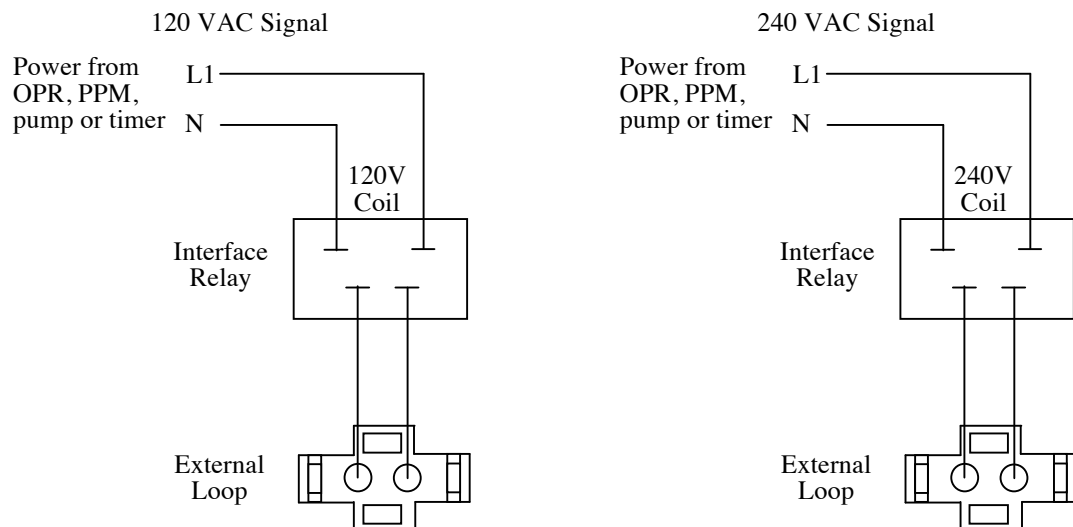 120 VAC Signal
Power from
OPR, PPM,
pump or timer
L1
N
120V
Coil
Interface
Relay
External
Loop
240 VAC Signal
Power from
OPR, PPM,
pump or timer
L1
N
240V
Coil
Interface
Relay
External
Loop